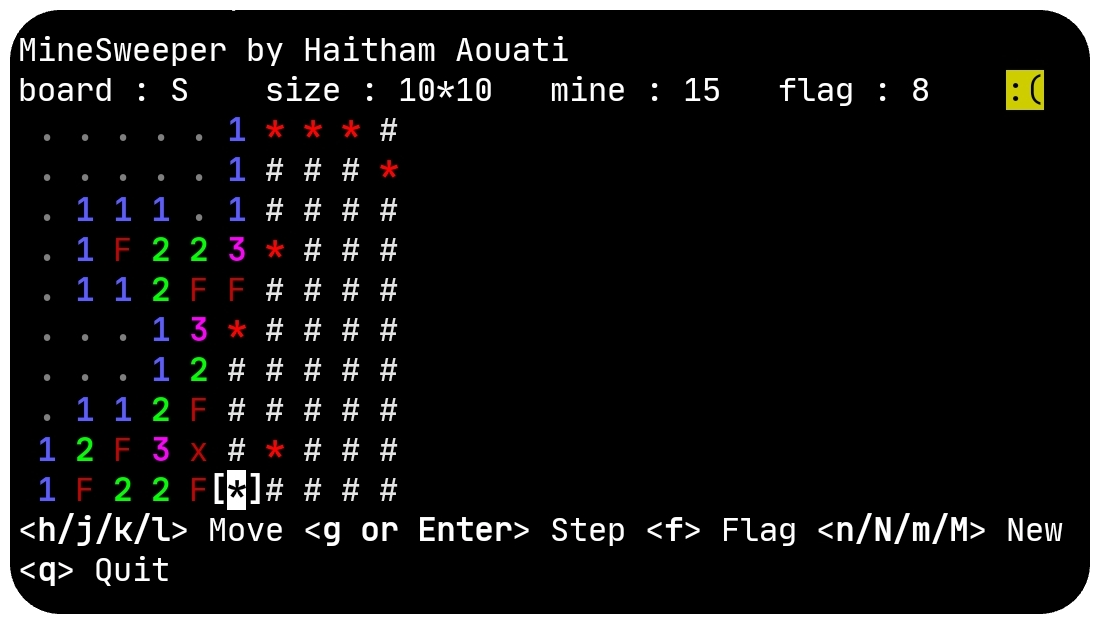 MineSweeper by Haitham Aouati
board : S    size : 10*10   mine : 15   flag : 8    :(
. . . . . 1 * * * #
. . . . . 1 # # # *
. 1 1 1 . 1 # # # #
. 1 F 2 2 3 * # # #
. 1 1 2 F F # # # #
. . . 1 3 * # # # #
. . . 1 2 # # # # #
. 1 1 2 F # # # # #
1 2 F 3 x # * # # #
1 F 2 2 F[*]# # # #
<h/j/k/l> Move <g or Enter> Step <f> Flag <n/N/m/M> New
<q> Quit